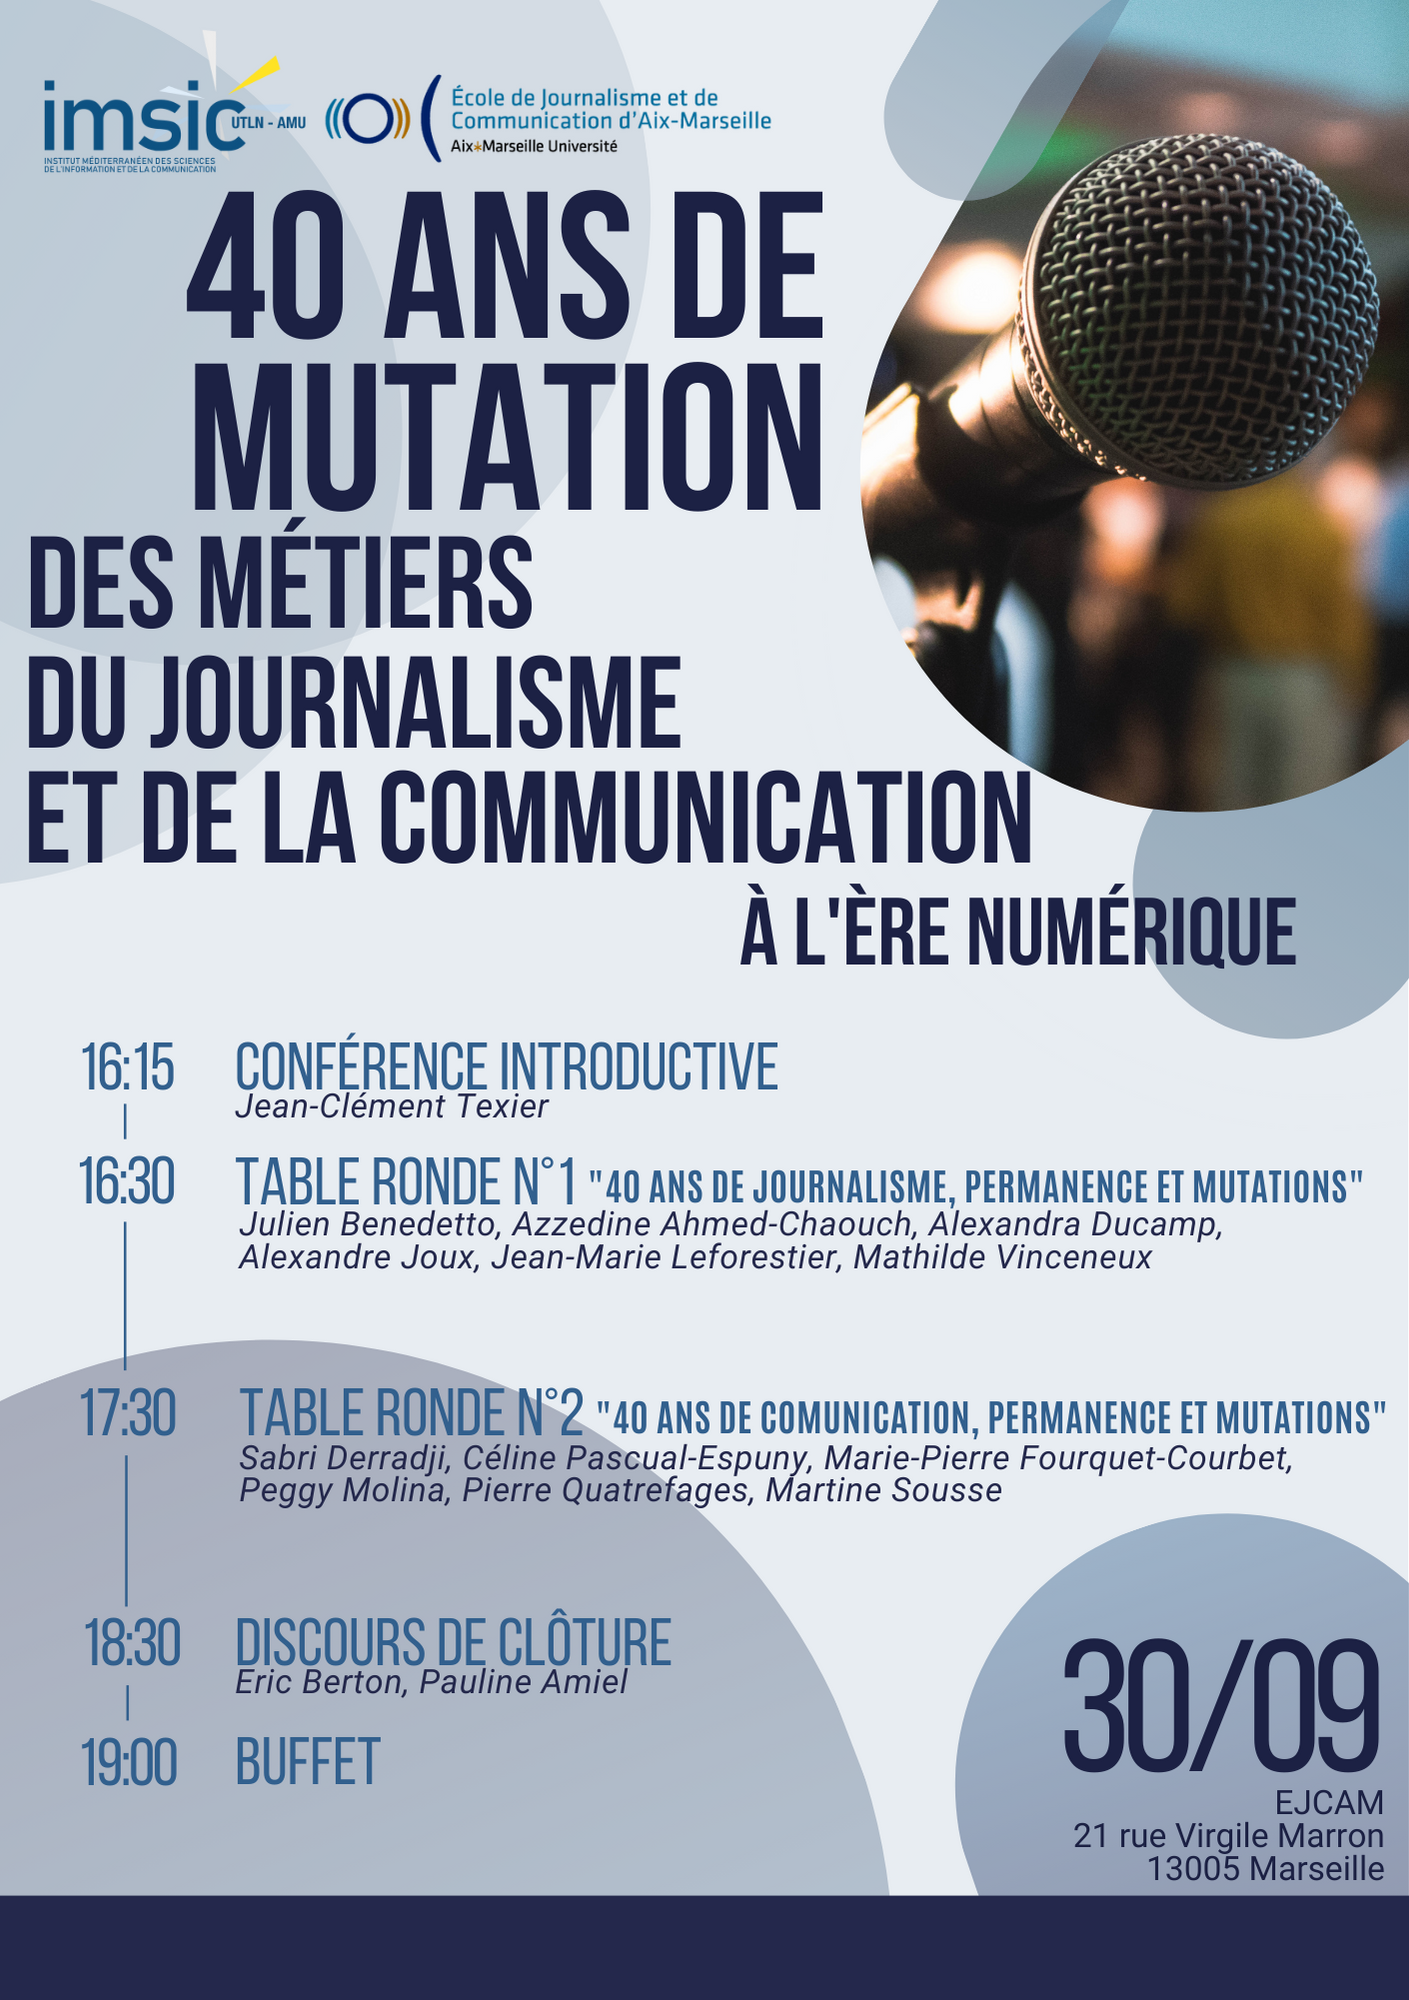 imsic
UTLN - AMU
INSTITUT MÉDITERRANÉEN DES SCIENCES
DE L'INFORMATION ET DE LA COMMUNICATION
École de Journalisme et de
Communication d'Aix-Marseille
Aix*Marseille Université
40 ANS DE
MUTATION
DES MÉTIERS
DU JOURNALISME
ET DE LA COMMUNICATION
À L'ÈRE NUMÉRIQUE
16:15 CONFÉRENCE INTRODUCTIVE
Jean-Clément Texier
16:30 TABLE RONDE N°1 "40 ANS DE JOURNALISME, PERMANENCE ET MUTATIONS"
Julien Benedetto, Azzedine Ahmed-Chaouch, Alexandra Ducamp,
Alexandre Joux, Jean-Marie Leforestier, Mathilde Vinceneux
17:30 TABLE RONDE N°2 "40 ANS DE COMUNICATION, PERMANENCE ET MUTATIONS"
Sabri Derradji, Céline Pascual-Espuny, Marie-Pierre Fourquet-Courbet,
Peggy Molina, Pierre Quatrefages, Martine Sousse
18:30 DISCOURS DE CLÔTURE
Eric Berton, Pauline Amiel
19:00 BUFFET
30/09
EJCAM
21 rue Virgile Marron
13005 Marseille